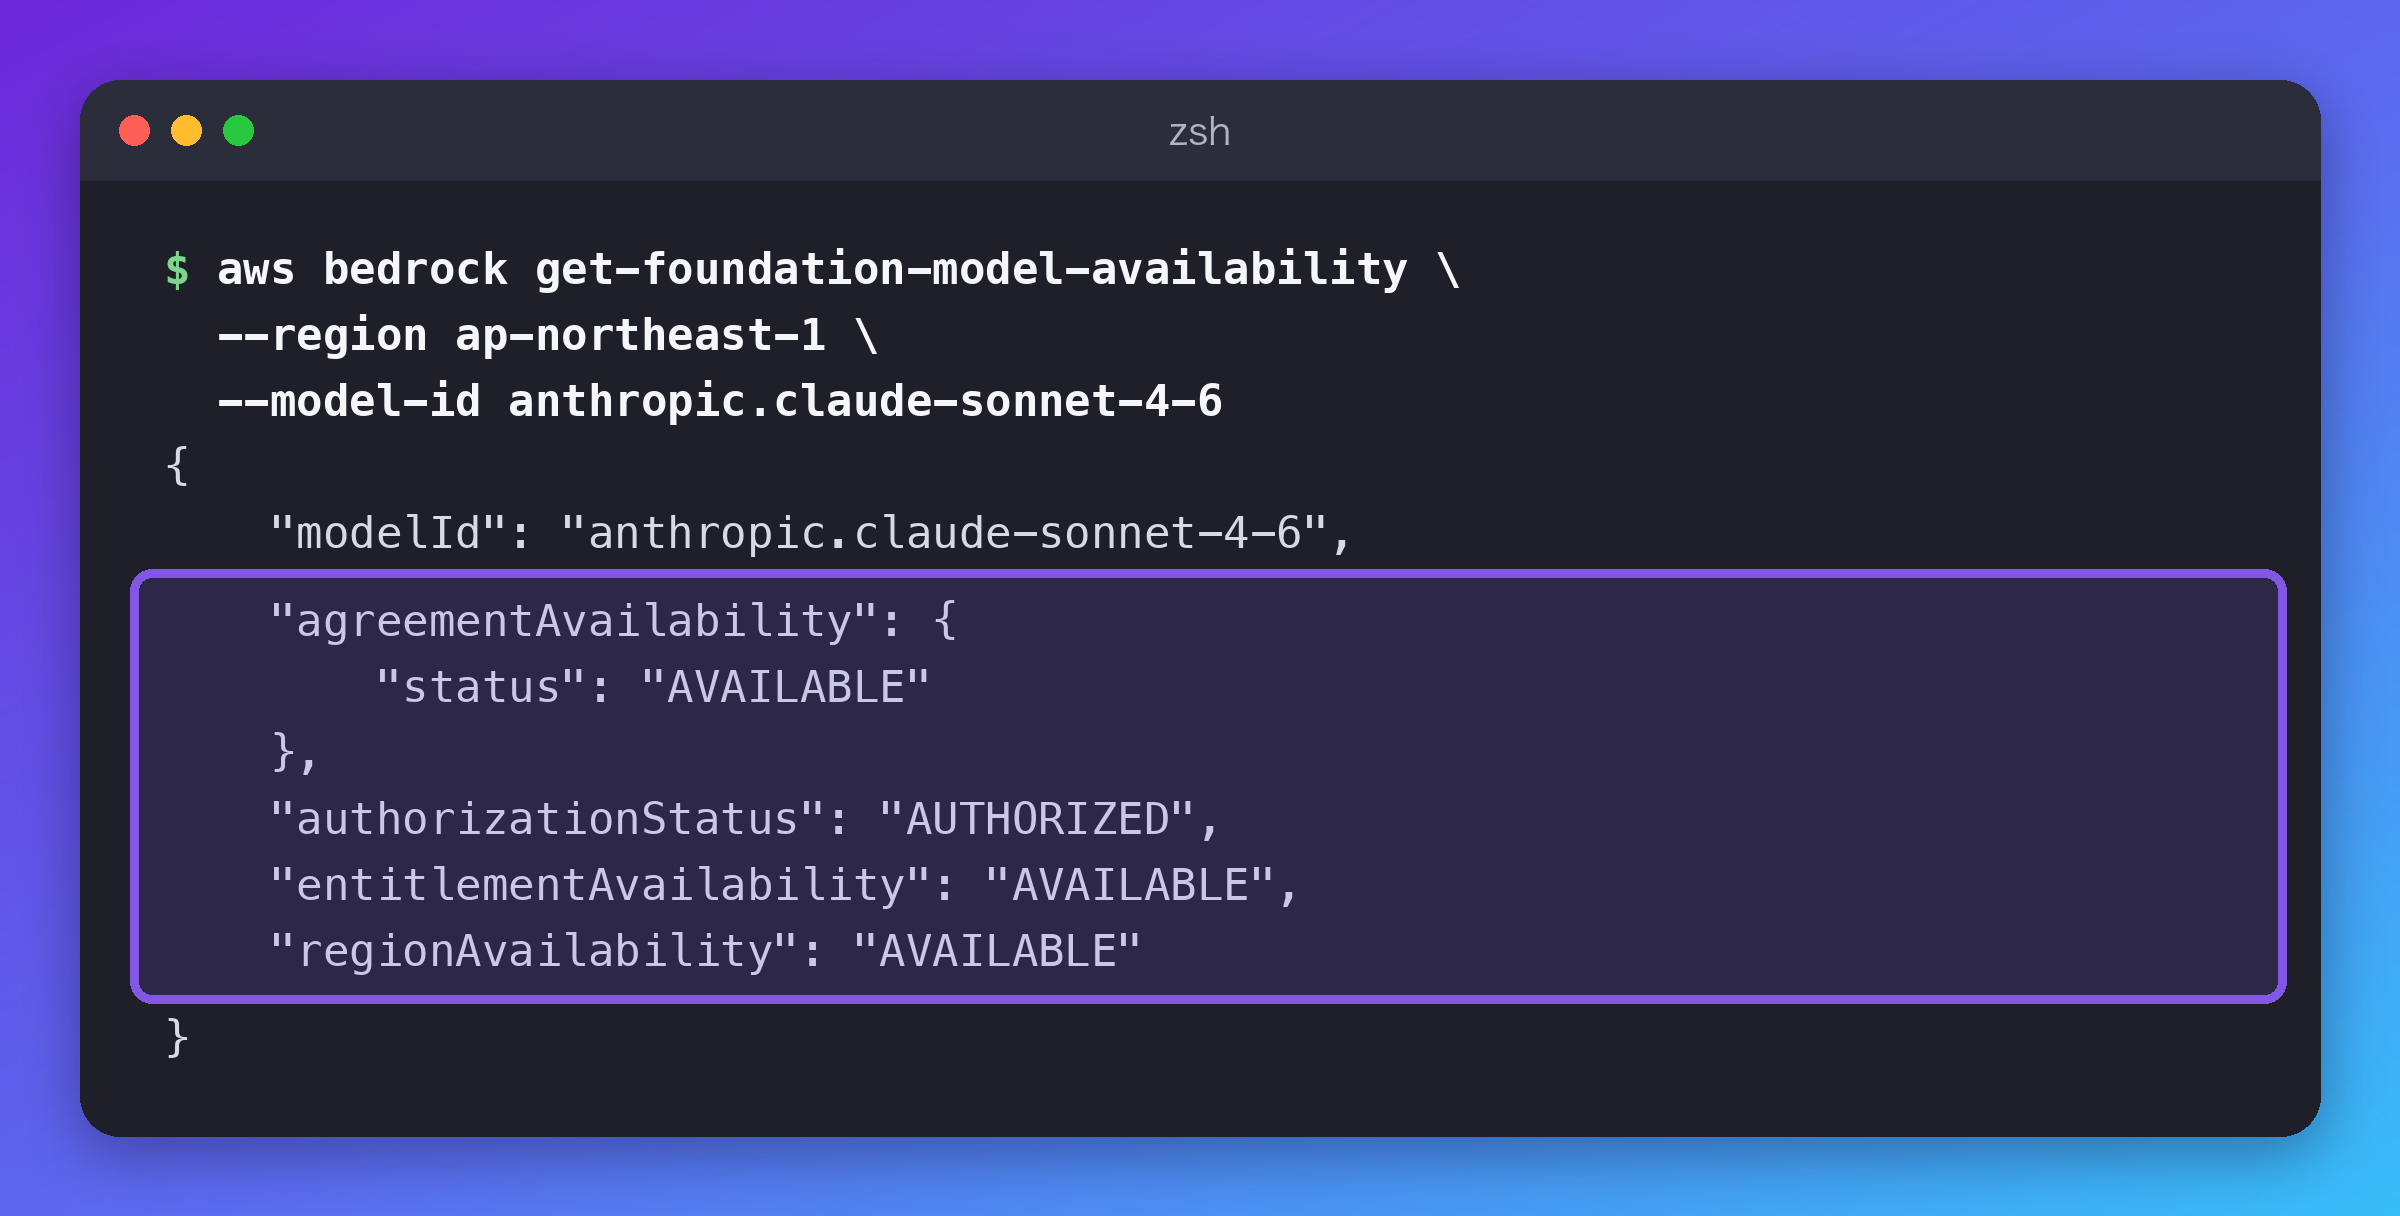 zsh
$ aws bedrock get-foundation-model-availability \
--region ap-northeast-1 \
--model-id anthropic.claude-sonnet-4-6
{
"modelId": "anthropic.claude-sonnet-4-6",
"agreementAvailability": {
"status": "AVAILABLE"
},
"authorizationStatus": "AUTHORIZED",
"entitlementAvailability": "AVAILABLE",
"regionAvailability": "AVAILABLE"
}